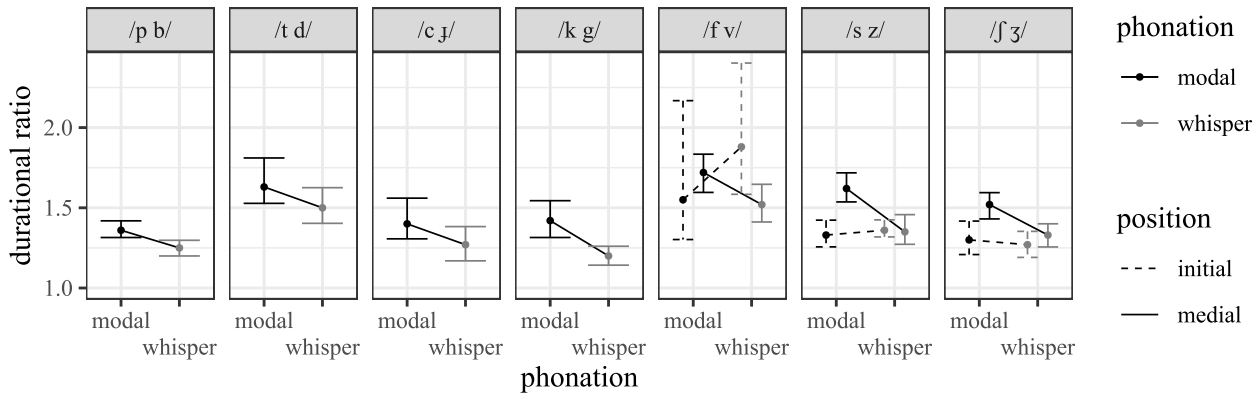 /p b/ /t d/ /c ɟ/ /k g/ /f v/ /s z/ /ʃ ʒ/
durational ratio
2.0
1.5
1.0
modal modal modal modal modal modal modal
whisper whisper whisper whisper whisper whisper whisper
phonation
phonation
modal
whisper
position
initial
medial